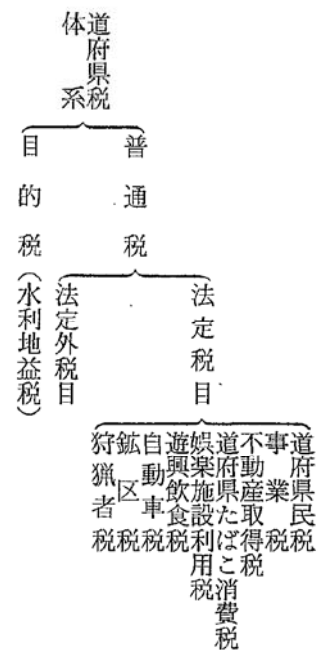 道府県税
体系
普通税
目的税（水利地益税）
法定税目
法定外税目
道府県民税
事業税
不動産取得税
道府県たばこ消費税
娯楽施設利用税
遊興飲食税
自動車税
鉱区税
狩猟者税